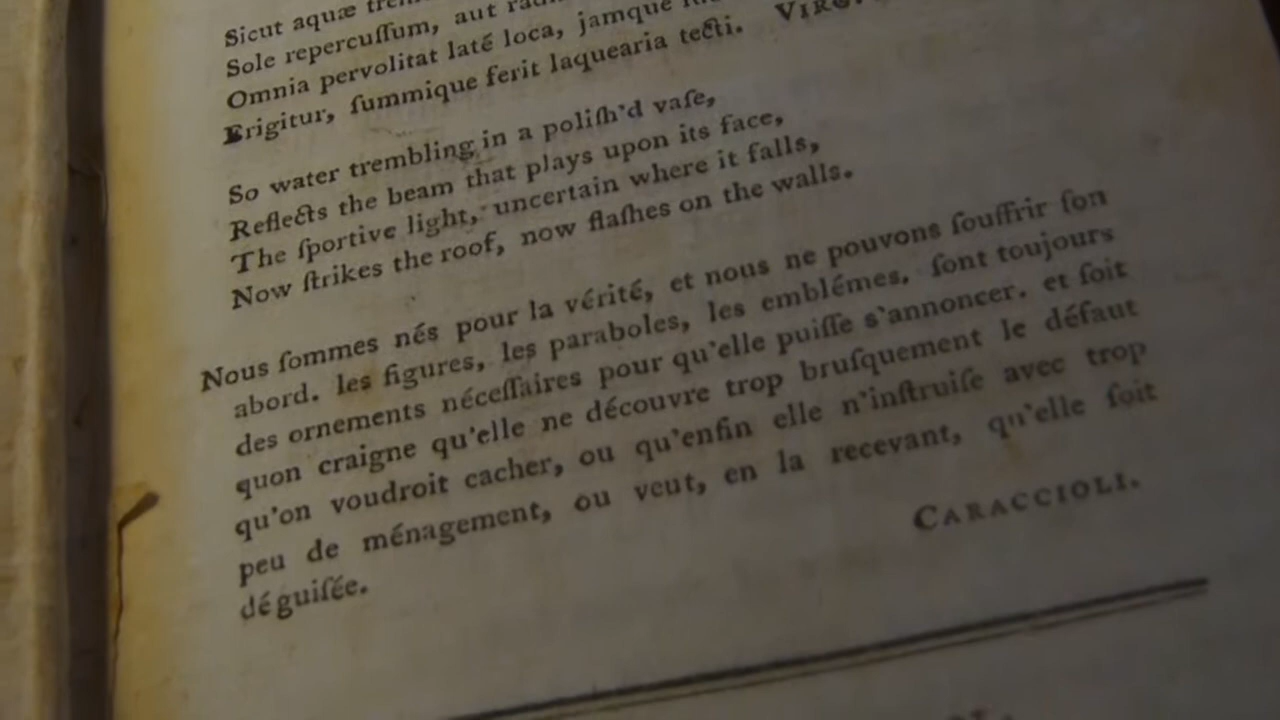 Sicut aquæ
Sole repercuſſum, aut
Omnia pervolitat laté loca, jamque
Erigitur, ſummique ferit laquearia tecti. VIRG.
So water trembling in a poliſh'd vaſe,
Reflects the beam that plays upon its face,
The ſportive light, uncertain where it falls,
Now ſtrikes the roof, now flaſhes on the walls.
Nous ſommes nés pour la vérité, et nous ne pouvons ſouffrir ſon
abord. les figures, les paraboles, les emblémes, ſont toujours
des ornements néceſſaires pour qu'elle puiſſe s'annoncer. et ſoit
quon craigne qu'elle ne découvre trop bruſquement le défaut
qu'on voudroit cacher, ou qu'enfin elle n'inſtruiſe avec trop
peu de ménagement, ou veut, en la recevant, qu'elle ſoit
déguiſée.
CARACCIOLI.